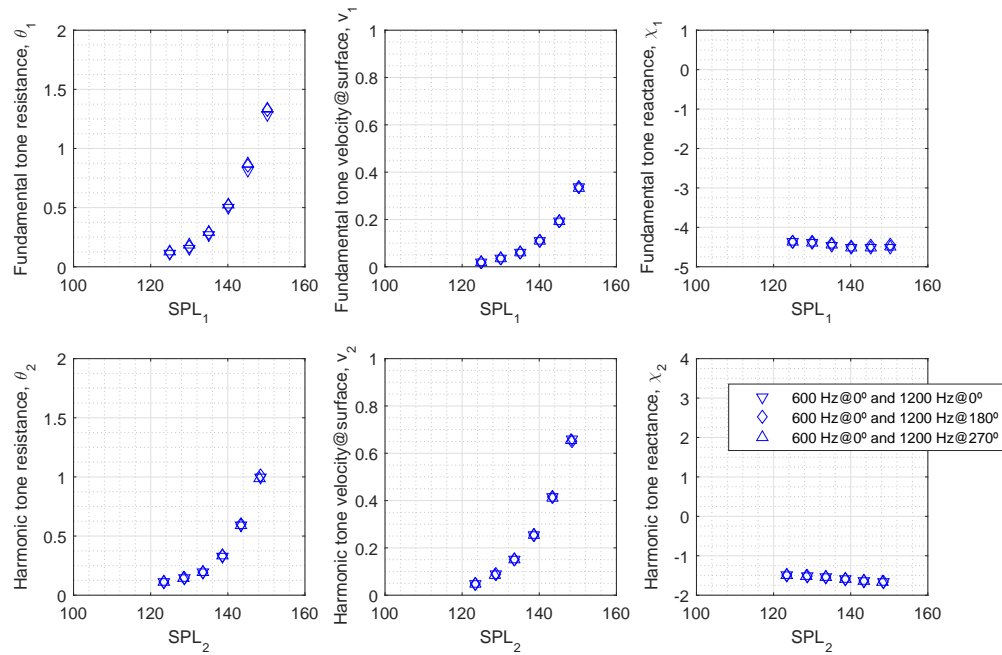 Fundamental tone resistance, θ₁
2
1.5
1
0.5
0
100 120 140 160
SPL₁
Fundamental tone velocity@surface, v₁
1
0.8
0.6
0.4
0.2
0
100 120 140 160
SPL₁
Fundamental tone reactance, χ₁
1
0
-1
-2
-3
-4
-5
100 120 140 160
SPL₁
Harmonic tone resistance, θ₂
2
1.5
1
0.5
0
100 120 140 160
SPL₂
Harmonic tone velocity@surface, v₂
1
0.8
0.6
0.4
0.2
0
100 120 140 160
SPL₂
Harmonic tone reactance, χ₂
4
3
2
1
0
-1
-2
100 120 140 160
SPL₂
600 Hz@0º and 1200 Hz@0º
600 Hz@0º and 1200 Hz@180º
600 Hz@0º and 1200 Hz@270º